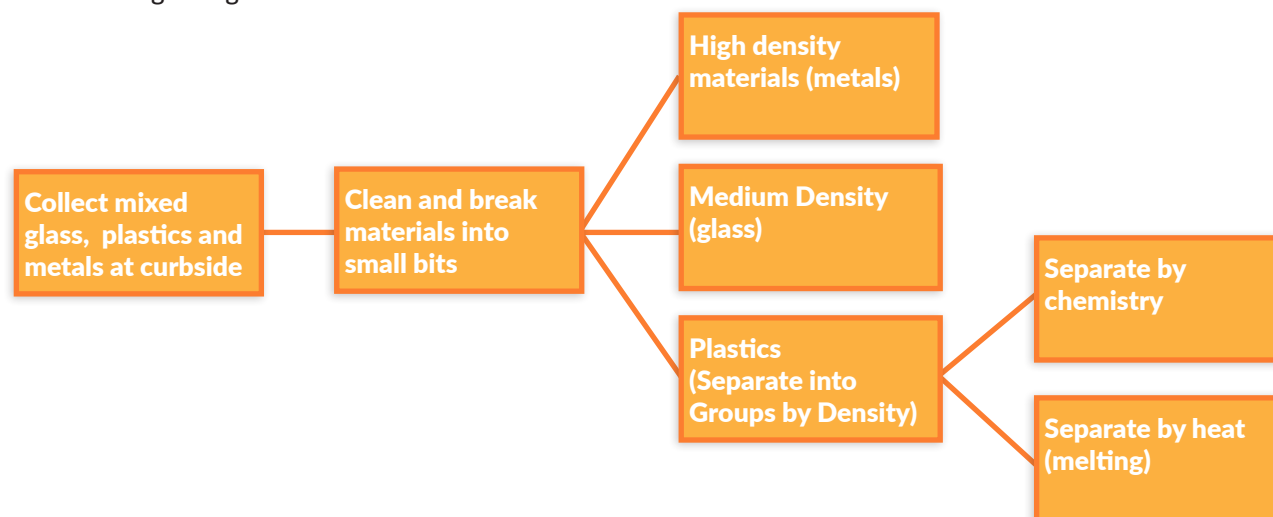 Collect mixed
glass,  plastics and
metals at curbside
Clean and break
materials into
small bits
High density
materials (metals)
Medium Density
(glass)
Plastics
(Separate into
Groups by Density)
Separate by
chemistry
Separate by heat
(melting)